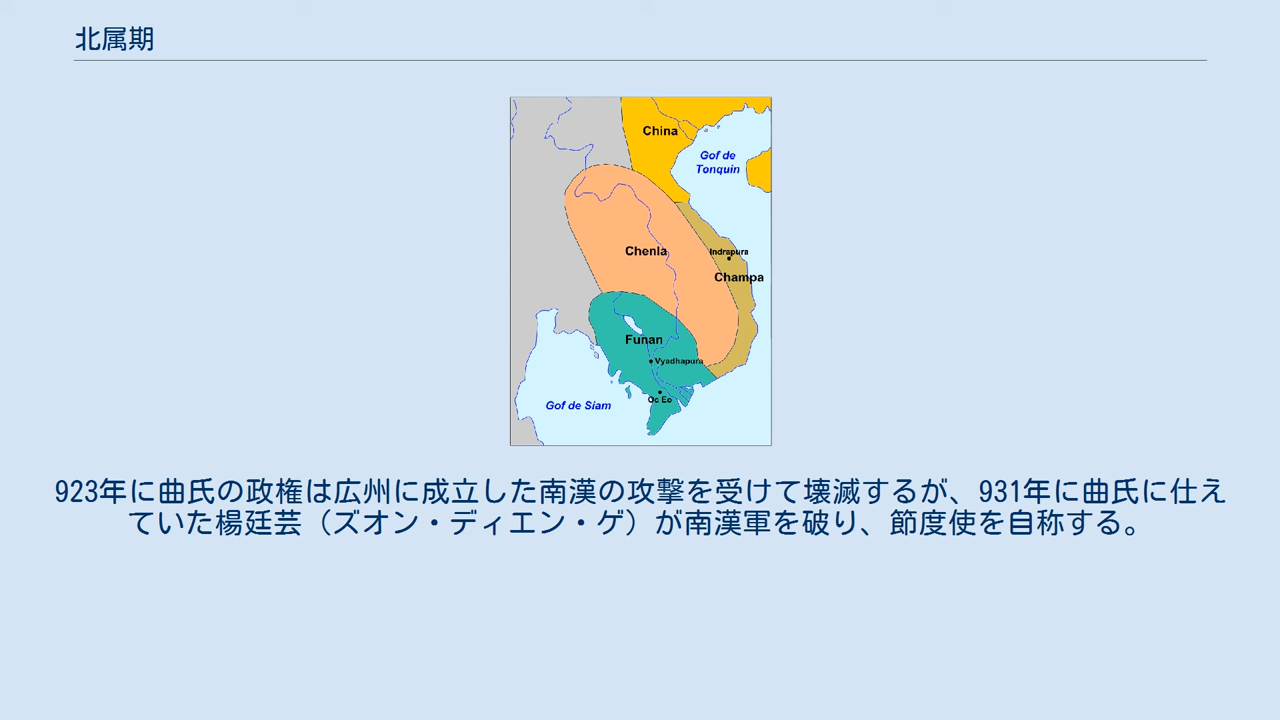 北属期
China
Gof de
Tonquin
Chenla
Indrapura
Champa
Funan
Vyadhapura
Oc Eo
Gof de Siam
923年に曲氏の政権は広州に成立した南漢の攻撃を受けて壊滅するが、931年に曲氏に仕え
ていた楊廷芸（ズオン・ディエン・ゲ）が南漢軍を破り、節度使を自称する。